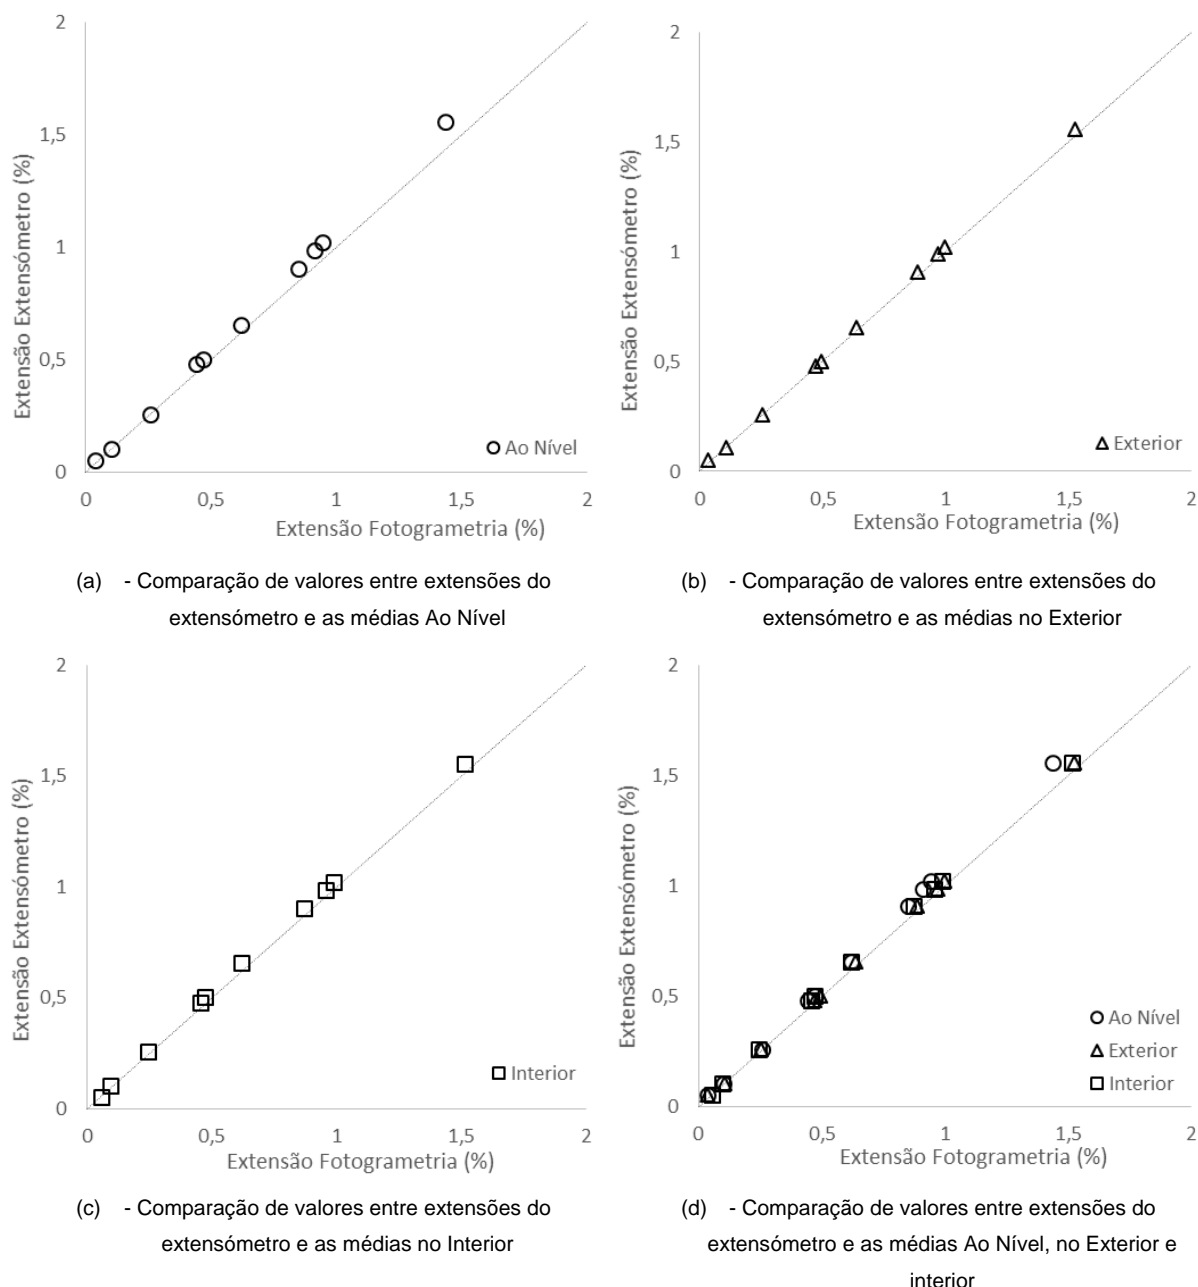 2
1,5
1
0,5
0
Extensão Extensómetro (%)
Ao Nível
0 0,5 1 1,5 2
Extensão Fotogrametria (%)
(a) - Comparação de valores entre extensões do
extensómetro e as médias Ao Nível
2
1,5
1
0,5
0
Extensão Extensómetro (%)
Exterior
0 0,5 1 1,5 2
Extensão Fotogrametria (%)
(b) - Comparação de valores entre extensões do
extensómetro e as médias no Exterior
2
1,5
1
0,5
0
Extensão Extensómetro (%)
Interior
0 0,5 1 1,5 2
Extensão Fotogrametria (%)
(c) - Comparação de valores entre extensões do
extensómetro e as médias no Interior
2
1,5
1
0,5
0
Extensão Extensómetro (%)
Ao Nível
Exterior
Interior
0 0,5 1 1,5 2
Extensão Fotogrametria (%)
(d) - Comparação de valores entre extensões do
extensómetro e as médias Ao Nível, no Exterior e
interior